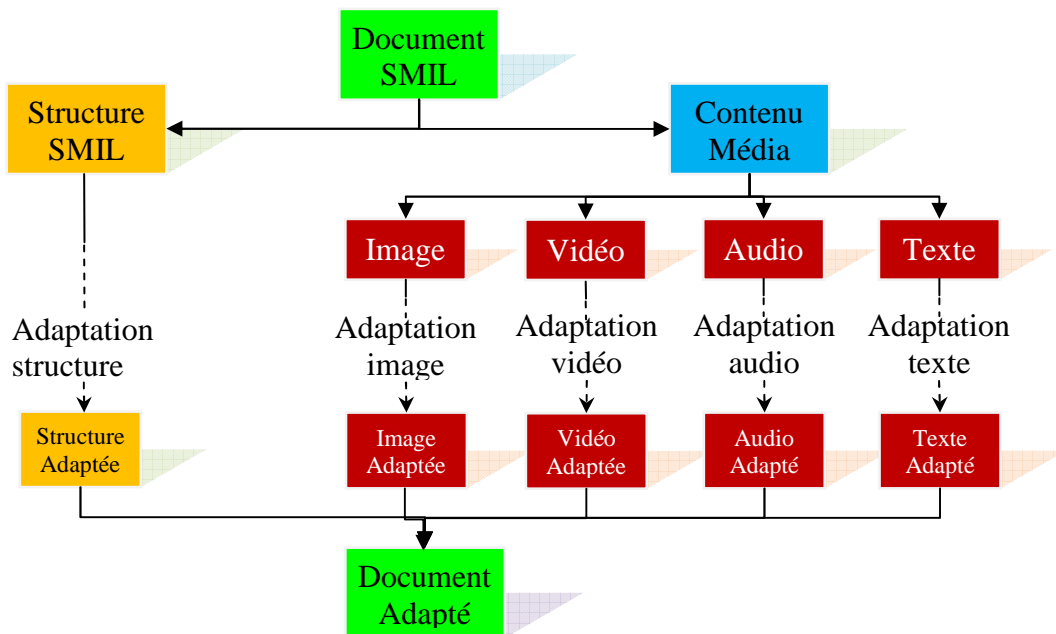 Document
SMIL
Structure
SMIL
Contenu
Média
Image
Vidéo
Audio
Texte
Adaptation
structure
Adaptation
image
Adaptation
vidéo
Adaptation
audio
Adaptation
texte
Structure
Adaptée
Image
Adaptée
Vidéo
Adaptée
Audio
Adapté
Texte
Adapté
Document
Adapté